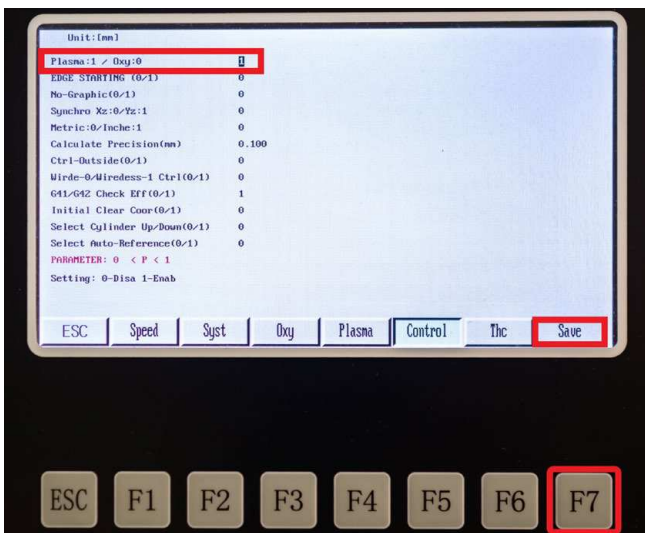 Unit:[mm]
Plasma:1 / Oxy:0 1
EDGE STARTING (0/1) 0
No-Graphic(0/1) 0
Synchro Xz:0/Yz:1 0
Metric:0/Inche:1 0
Calculate Precision(mm) 0.100
Ctrl-Outside(0/1) 0
Wirde-0/Wiredess-1 Ctrl(0/1) 0
G41/G42 Check Eff(0/1) 1
Initial Clear Coor(0/1) 0
Select Cylinder Up/Down(0/1) 0
Select Auto-Reference(0/1) 0
PARAMETER: 0 < P < 1
Setting: 0-Disa 1-Enab
ESC Speed Syst Oxy Plasma Control Thc Save
ESC F1 F2 F3 F4 F5 F6 F7